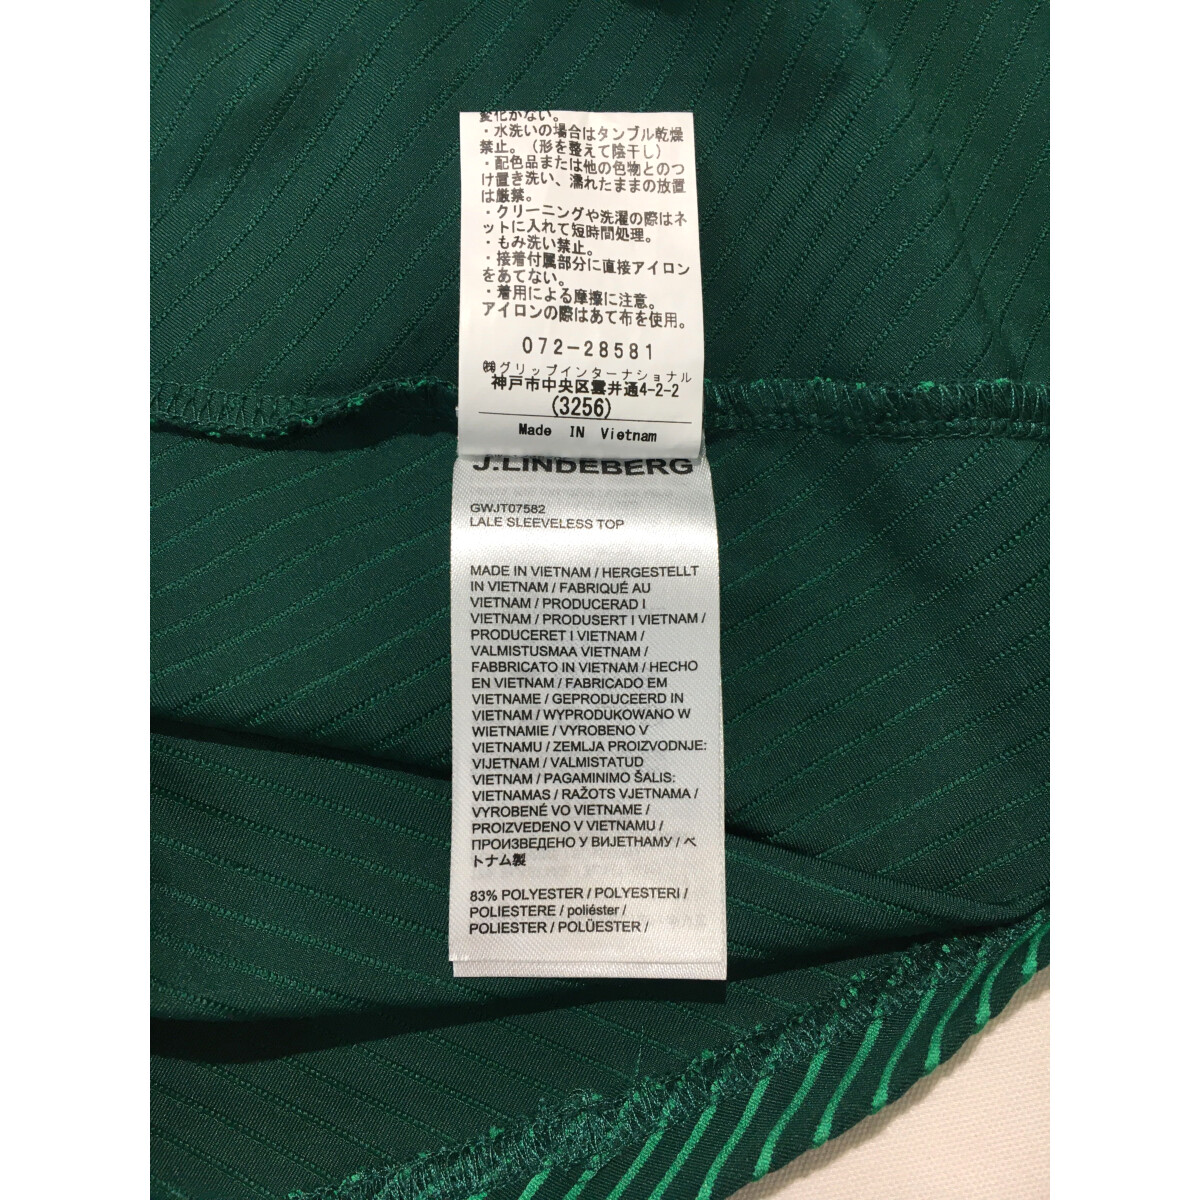 変化がない。
・水洗いの場合はタンブル乾燥
禁止。（形を整えて陰干し）
・配色品または他の色物とのつ
け置き洗い、濡れたままの放置
は厳禁。
・クリーニングや洗濯の際はネ
ットに入れて短時間処理。
・もみ洗い禁止。
・接着付属部分に直接アイロン
をあてない。
・着用による摩擦に注意。
アイロンの際はあて布を使用。
072-28581
㈱グリップインターナショナル
神戸市中央区雲井通4-2-2
(3256)
Made IN Vietnam
J.LINDEBERG
GWJT07582
LALE SLEEVELESS TOP
MADE IN VIETNAM / HERGESTELLT
IN VIETNAM / FABRIQUÉ AU
VIETNAM / PRODUCERAD I
VIETNAM / PRODUSERT I VIETNAM /
PRODUCERET I VIETNAM /
VALMISTUSMAA VIETNAM /
FABBRICATO IN VIETNAM / HECHO
EN VIETNAM / FABRICADO EM
VIETNAME / GEPRODUCEERD IN
VIETNAM / WYPRODUKOWANO W
WIETNAMIE / VYROBENO V
VIETNAMU / ZEMLJA PROIZVODNJE:
VIJETNAM / VALMISTATUD
VIETNAM / PAGAMINIMO ŠALIS:
VIETNAMAS / RAŽOTS VJETNAMA /
VYROBENÉ VO VIETNAME /
PROIZVEDENO V VIETNAMU /
ПРОИЗВЕДЕНО У ВИЈЕТНАМУ / ベ
トナム製
83% POLYESTER / POLYESTERI /
POLIESTERE / poliéster /
POLIESTER / POLÜESTER /